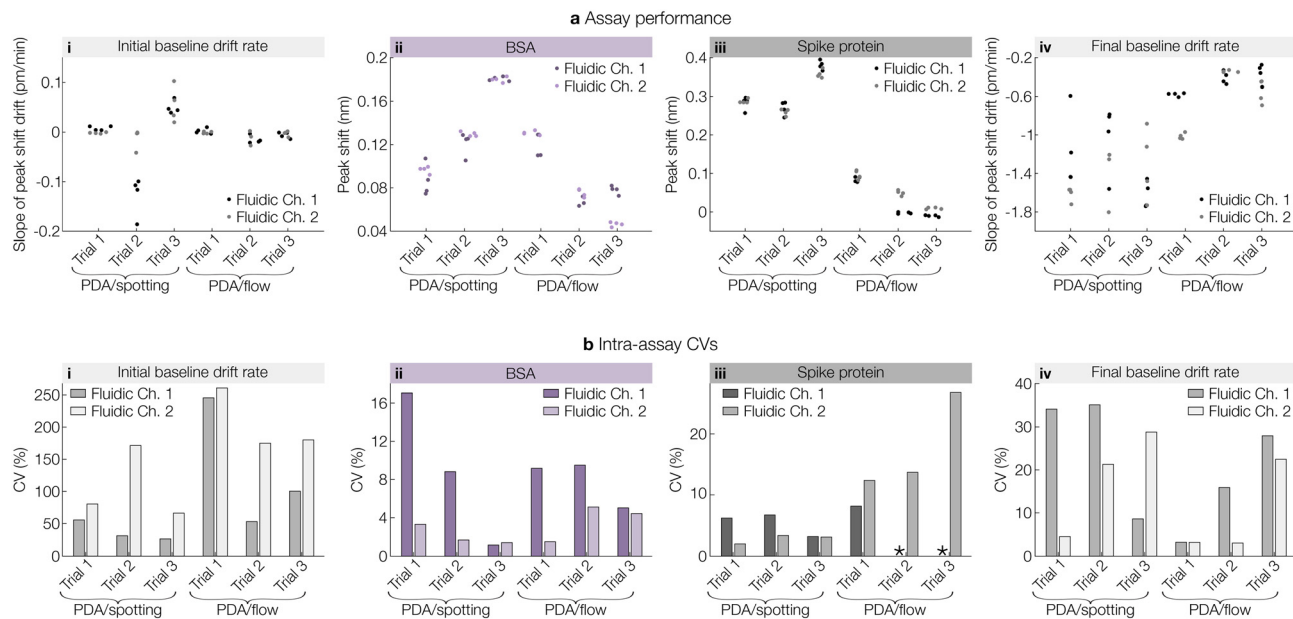 a Assay performance
i Initial baseline drift rate
Slope of peak shift drift (pm/min)
0.1
0
-0.1
-0.2
Fluidic Ch. 1
Fluidic Ch. 2
Trial 1 Trial 2 Trial 3 Trial 1 Trial 2 Trial 3
PDA/spotting PDA/flow
ii BSA
Peak shift (nm)
0.2
0.16
0.12
0.08
0.04
Fluidic Ch. 1
Fluidic Ch. 2
Trial 1 Trial 2 Trial 3 Trial 1 Trial 2 Trial 3
PDA/spotting PDA/flow
iii Spike protein
Peak shift (nm)
0.4
0.3
0.2
0.1
0
Fluidic Ch. 1
Fluidic Ch. 2
Trial 1 Trial 2 Trial 3 Trial 1 Trial 2 Trial 3
PDA/spotting PDA/flow
iv Final baseline drift rate
Slope of peak shift drift (pm/min)
-0.2
-0.6
-1
-1.4
-1.8
Fluidic Ch. 1
Fluidic Ch. 2
Trial 1 Trial 2 Trial 3 Trial 1 Trial 2 Trial 3
PDA/spotting PDA/flow
b Intra-assay CVs
i Initial baseline drift rate
CV (%)
250
200
150
100
50
0
Fluidic Ch. 1
Fluidic Ch. 2
Trial 1 Trial 2 Trial 3 Trial 1 Trial 2 Trial 3
PDA/spotting PDA/flow
ii BSA
CV (%)
16
12
8
4
0
Fluidic Ch. 1
Fluidic Ch. 2
Trial 1 Trial 2 Trial 3 Trial 1 Trial 2 Trial 3
PDA/spotting PDA/flow
iii Spike protein
CV (%)
20
10
0
Fluidic Ch. 1
Fluidic Ch. 2
* *
Trial 1 Trial 2 Trial 3 Trial 1 Trial 2 Trial 3
PDA/spotting PDA/flow
iv Final baseline drift rate
CV (%)
40
30
20
10
0
Fluidic Ch. 1
Fluidic Ch. 2
Trial 1 Trial 2 Trial 3 Trial 1 Trial 2 Trial 3
PDA/spotting PDA/flow